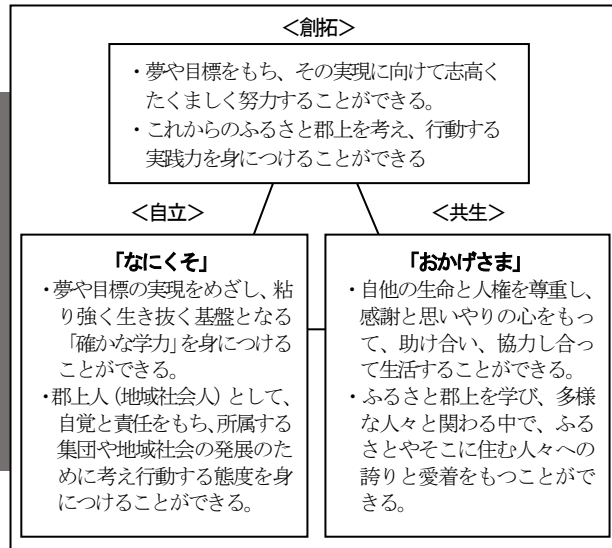 ＜創拓＞
・夢や目標をもち、その実現に向けて志高く
たくましく努力することができる。
・これからのふるさと郡上を考え、行動する
実践力を身につけることができる
＜自立＞
「なにくそ」
・夢や目標の実現をめざし、粘
り強く生き抜く基盤となる
「確かな学力」を身につける
ことができる。
・郡上人（地域社会人）として、
自覚と責任をもち、所属する
集団や地域社会の発展のた
めに考え行動する態度を身
につけることができる。
＜共生＞
「おかげさま」
・自他の生命と人権を尊重し、
感謝と思いやりの心をもっ
て、助け合い、協力し合っ
て生活することができる。
・ふるさと郡上を学び、多様
な人々と関わる中で、ふる
さとやそこに住む人々への
誇りと愛着をもつことがで
きる。